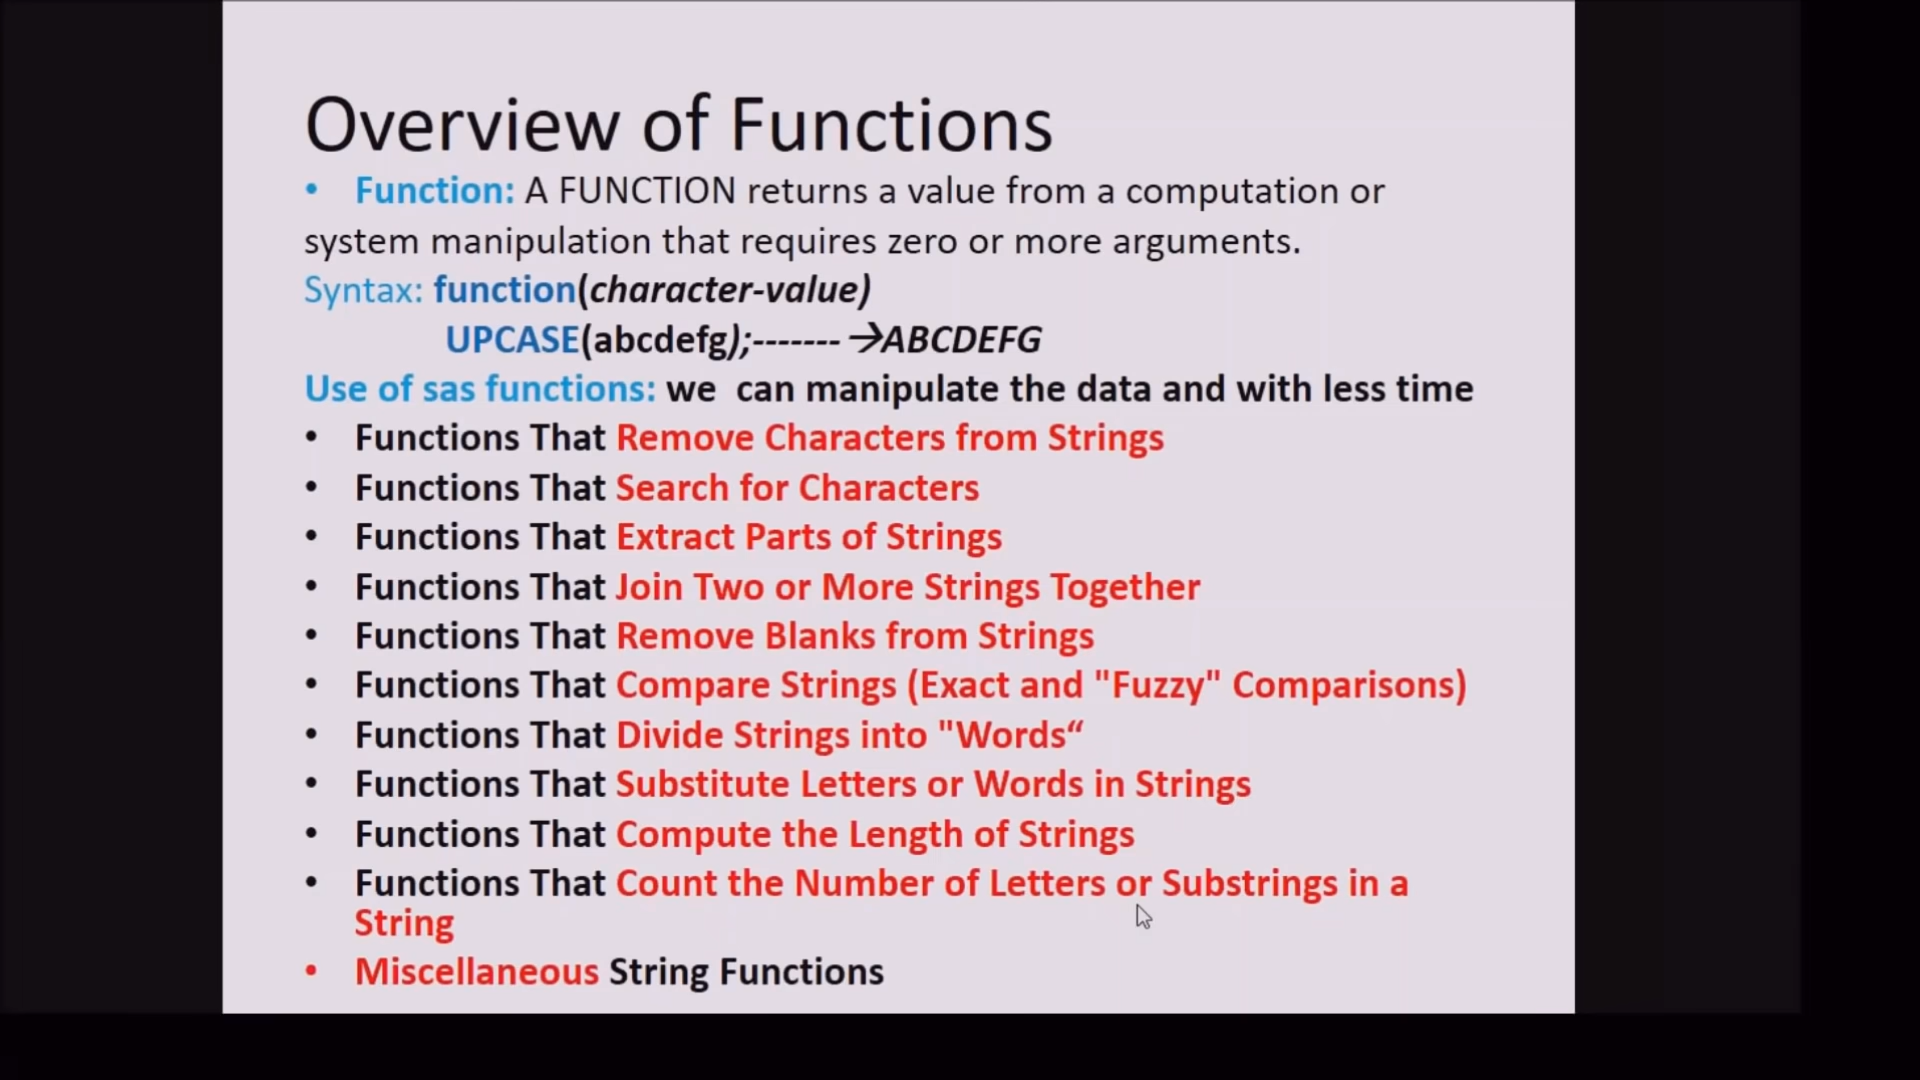 Overview of Functions
• Function: A FUNCTION returns a value from a computation or
system manipulation that requires zero or more arguments.
Syntax: function(character-value)
UPCASE(abcdefg);------- →ABCDEFG
Use of sas functions: we  can manipulate the data and with less time
• Functions That Remove Characters from Strings
• Functions That Search for Characters
• Functions That Extract Parts of Strings
• Functions That Join Two or More Strings Together
• Functions That Remove Blanks from Strings
• Functions That Compare Strings (Exact and "Fuzzy" Comparisons)
• Functions That Divide Strings into "Words“
• Functions That Substitute Letters or Words in Strings
• Functions That Compute the Length of Strings
• Functions That Count the Number of Letters or Substrings in a
String
• Miscellaneous String Functions